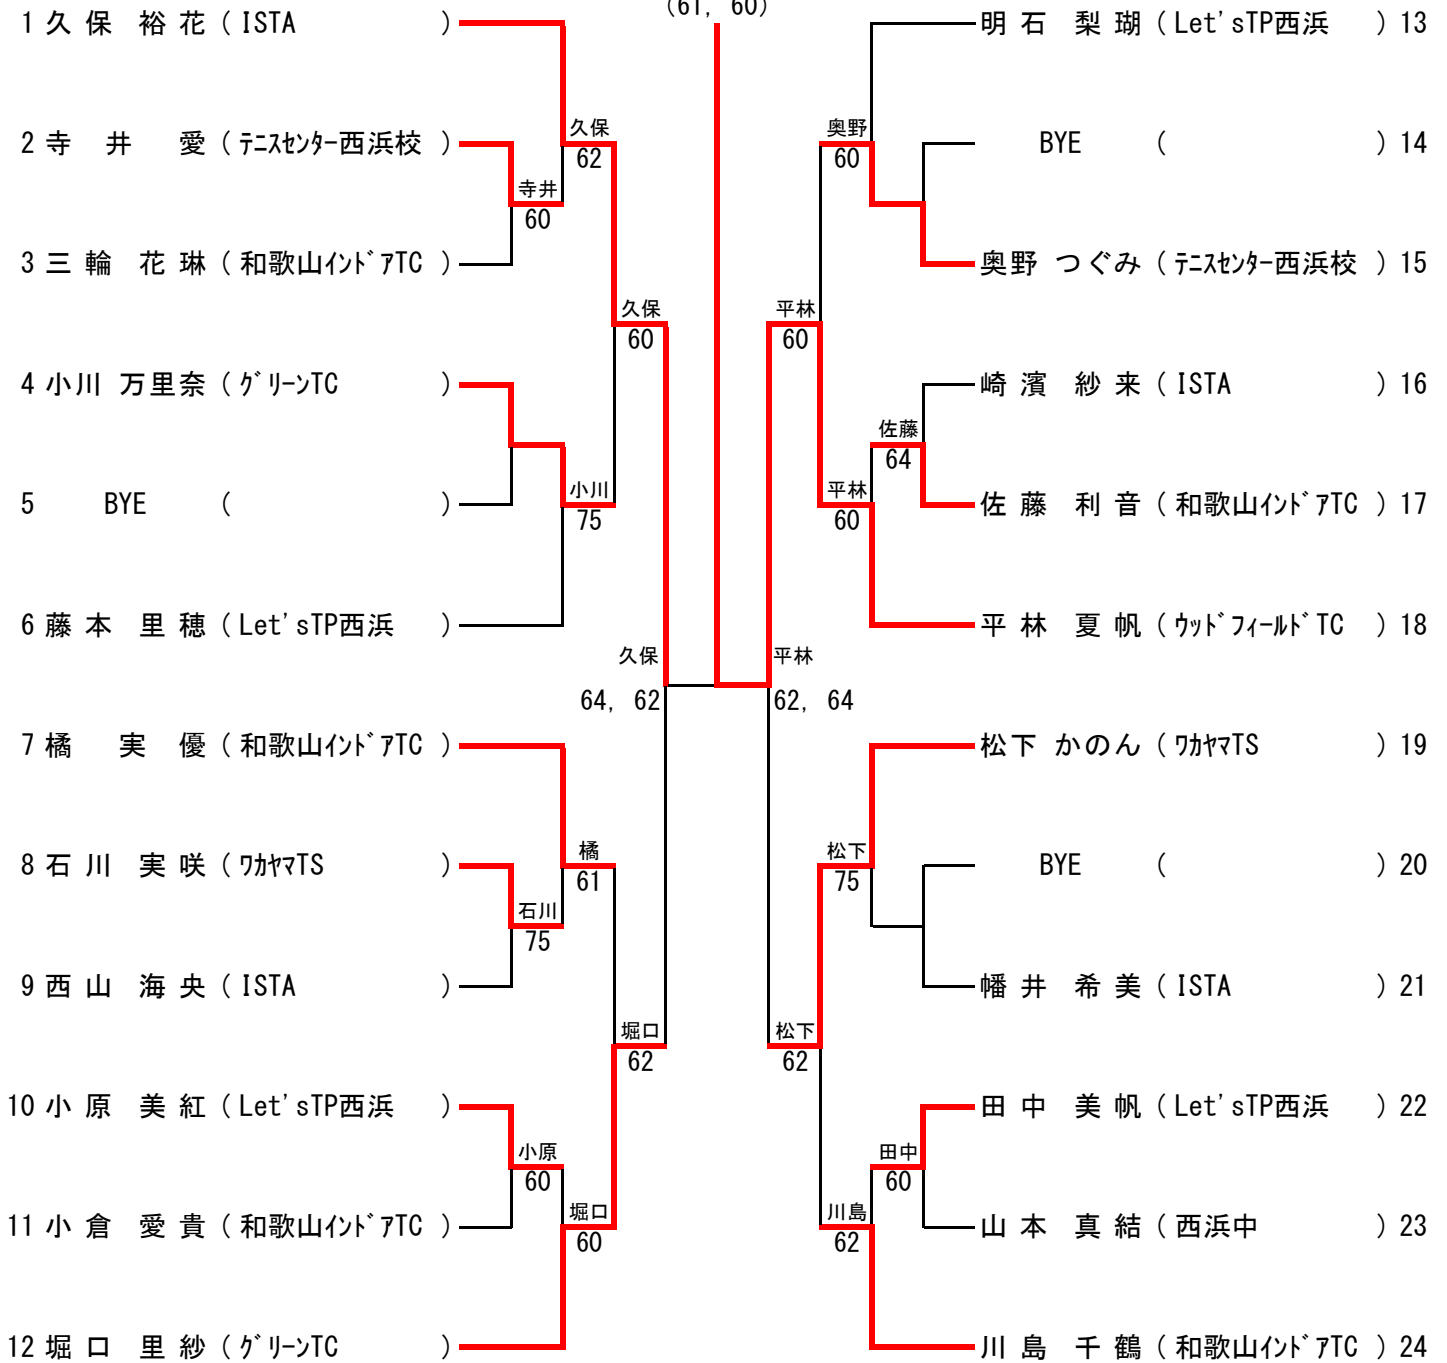 (61, 60)
1 久保 裕花 ( ISTA )
久保
62
2 寺井 愛 ( ﾃﾆｽｾﾝﾀｰ西浜校 )
寺井
60
3 三輪 花琳 ( 和歌山ｲﾝﾄﾞｱTC )
久保
60
4 小川 万里奈 ( ｸﾞﾘｰﾝTC )
小川
75
5 BYE ( )
6 藤本 里穂 ( Let'sTP西浜 )
久保
64, 62
7 橘 実優 ( 和歌山ｲﾝﾄﾞｱTC )
橘
61
8 石川 実咲 ( ﾜｶﾔﾏTS )
石川
75
9 西山 海央 ( ISTA )
堀口
62
10 小原 美紅 ( Let'sTP西浜 )
小原
60
11 小倉 愛貴 ( 和歌山ｲﾝﾄﾞｱTC )
堀口
60
12 堀口 里紗 ( ｸﾞﾘｰﾝTC )
明石 梨瑚 ( Let'sTP西浜 ) 13
奥野
60
BYE ( ) 14
奥野 つぐみ ( ﾃﾆｽｾﾝﾀｰ西浜校 ) 15
平林
60
崎濱 紗来 ( ISTA ) 16
佐藤
64
平林
60
佐藤 利音 ( 和歌山ｲﾝﾄﾞｱTC ) 17
平林 夏帆 ( ｳｯﾄﾞﾌｨｰﾙﾄﾞTC ) 18
平林
62, 64
松下 かのん ( ﾜｶﾔﾏTS ) 19
松下
75
BYE ( ) 20
幡井 希美 ( ISTA ) 21
松下
62
田中 美帆 ( Let'sTP西浜 ) 22
田中
60
川島
62
山本 真結 ( 西浜中 ) 23
川島 千鶴 ( 和歌山ｲﾝﾄﾞｱTC ) 24